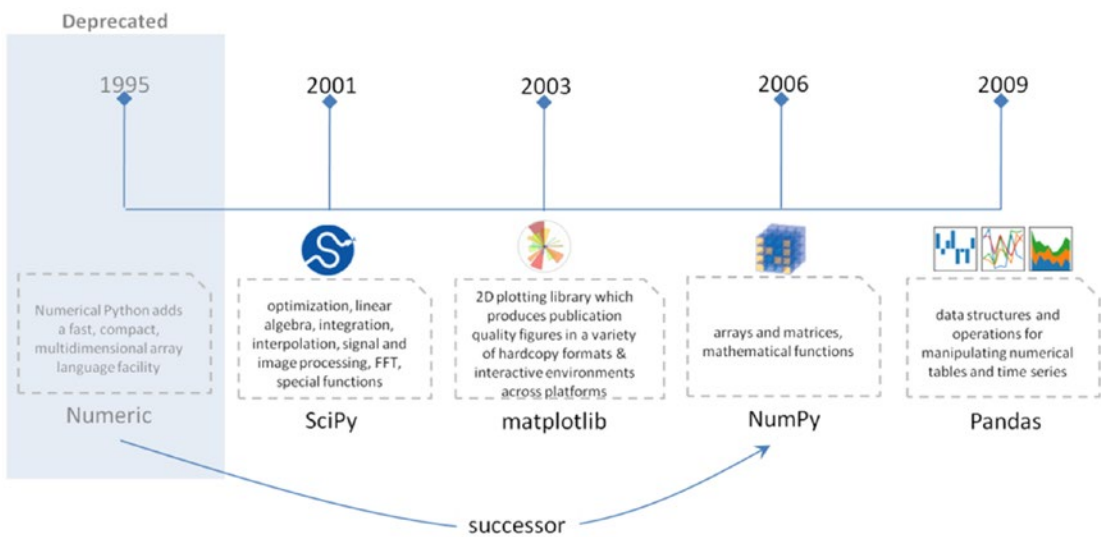 Deprecated
1995
2001
2003
2006
2009
Numerical Python adds
a fast, compact,
multidimensional array
language facility
Numeric
optimization, linear
algebra, integration,
interpolation, signal and
image processing, FFT,
special functions
SciPy
2D plotting library which
produces publication
quality figures in a variety
of hardcopy formats &
interactive environments
across platforms
matplotlib
arrays and matrices,
mathematical functions
NumPy
data structures and
operations for
manipulating numerical
tables and time series
Pandas
successor